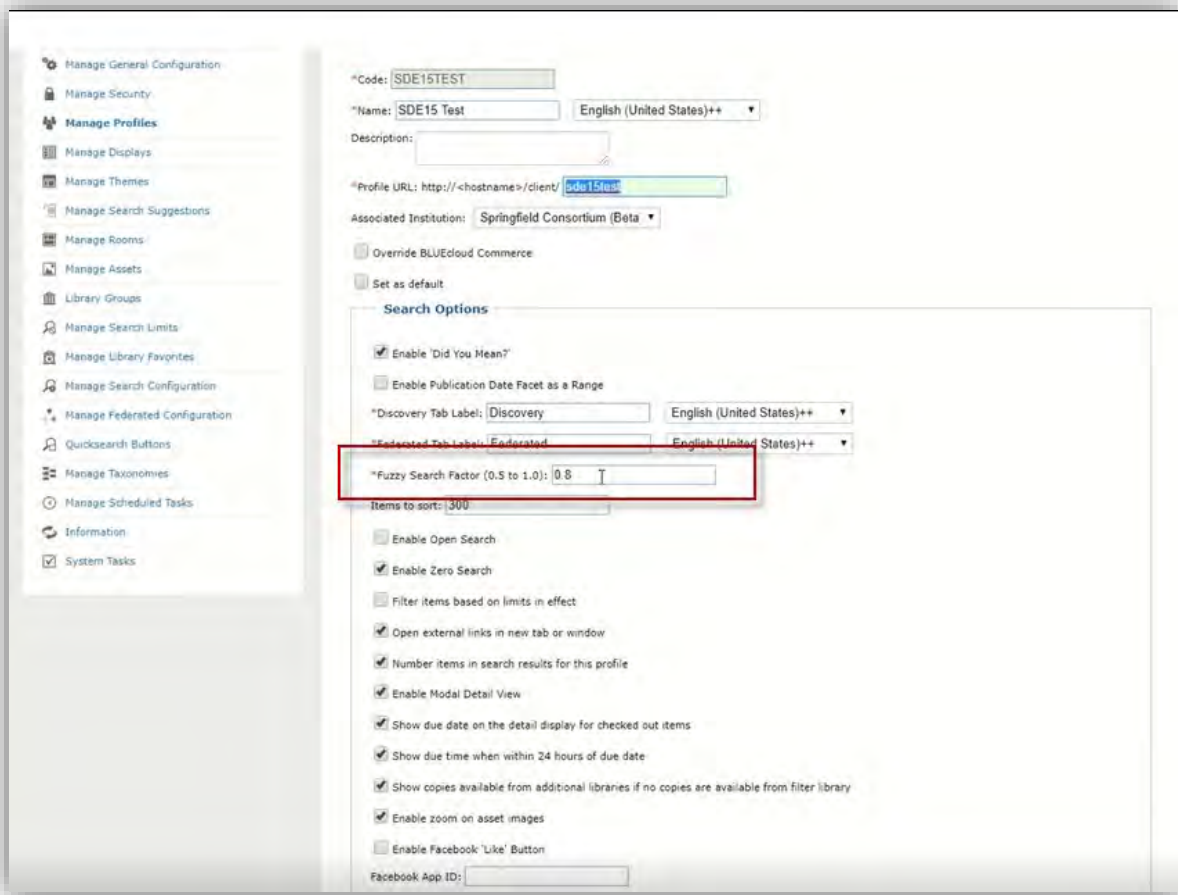 Manage General Configuration
Manage Security
Manage Profiles
Manage Displays
Manage Themes
Manage Search Suggestions
Manage Rooms
Manage Assets
Library Groups
Manage Search Limits
Manage Library Favorites
Manage Search Configuration
Manage Federated Configuration
Quicksearch Buttons
Manage Taxonomies
Manage Scheduled Tasks
Information
System Tasks
*Code: SDE15TEST
*Name: SDE15 Test English (United States)++
Description:
*Profile URL: http://<hostname>/client/ sde15test
Associated Institution: Springfield Consortium (Beta
Override BLUEcloud Commerce
Set as default
Search Options
Enable 'Did You Mean?'
Enable Publication Date Facet as a Range
*Discovery Tab Label: Discovery English (United States)++
*Federated Tab Label: Federated English (United States)++
*Fuzzy Search Factor (0.5 to 1.0): 0.8
Items to sort: 300
Enable Open Search
Enable Zero Search
Filter items based on limits in effect
Open external links in new tab or window
Number items in search results for this profile
Enable Modal Detail View
Show due date on the detail display for checked out items
Show due time when within 24 hours of due date
Show copies available from additional libraries if no copies are available from filter library
Enable zoom on asset images
Enable Facebook 'Like' Button
Facebook App ID: